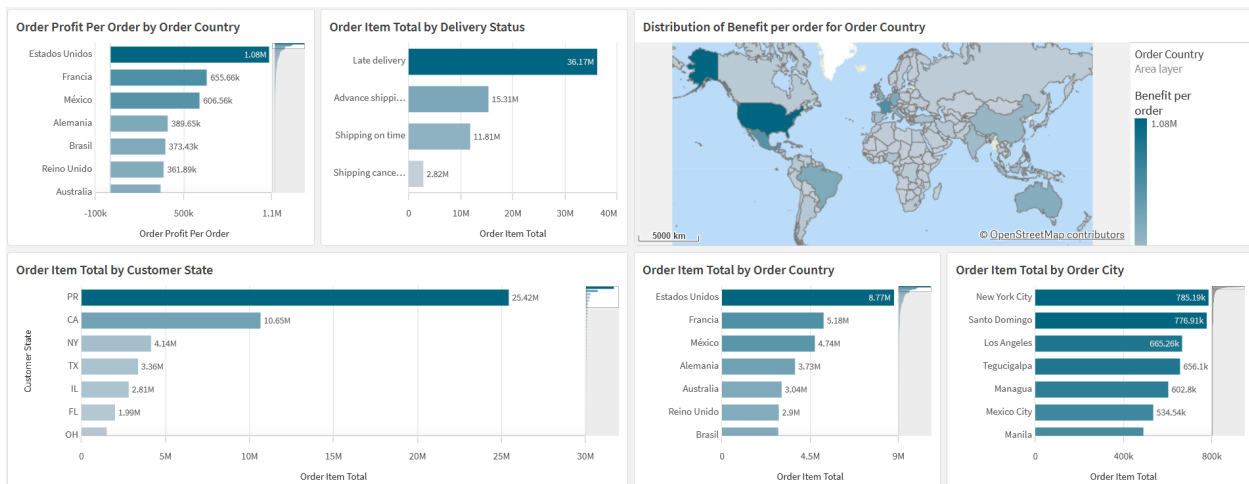 Order Profit Per Order by Order Country
Estados Unidos
1.08M
Francia
655.66k
México
606.56k
Alemania
389.65k
Brasil
373.43k
Reino Unido
361.89k
Australia
-100k
500k
1.1M
Order Profit Per Order
Order Item Total by Delivery Status
Late delivery
36.17M
Advance shippi...
15.31M
Shipping on time
11.81M
Shipping cance...
2.82M
0
10M
20M
30M
40M
Order Item Total
Distribution of Benefit per order for Order Country
5000 km
© OpenStreetMap contributors
Order Country
Area layer
Benefit per
order
1.08M
Order Item Total by Customer State
Customer State
PR
25.42M
CA
10.65M
NY
4.14M
TX
3.36M
IL
2.81M
FL
1.99M
OH
0
5M
10M
15M
20M
25M
30M
Order Item Total
Order Item Total by Order Country
Estados Unidos
8.77M
Francia
5.18M
México
4.74M
Alemania
3.73M
Australia
3.04M
Reino Unido
2.9M
Brasil
0
4.5M
9M
Order Item Total
Order Item Total by Order City
New York City
785.19k
Santo Domingo
776.91k
Los Angeles
665.26k
Tegucigalpa
656.1k
Managua
602.8k
Mexico City
534.54k
Manila
0
400k
800k
Order Item Total